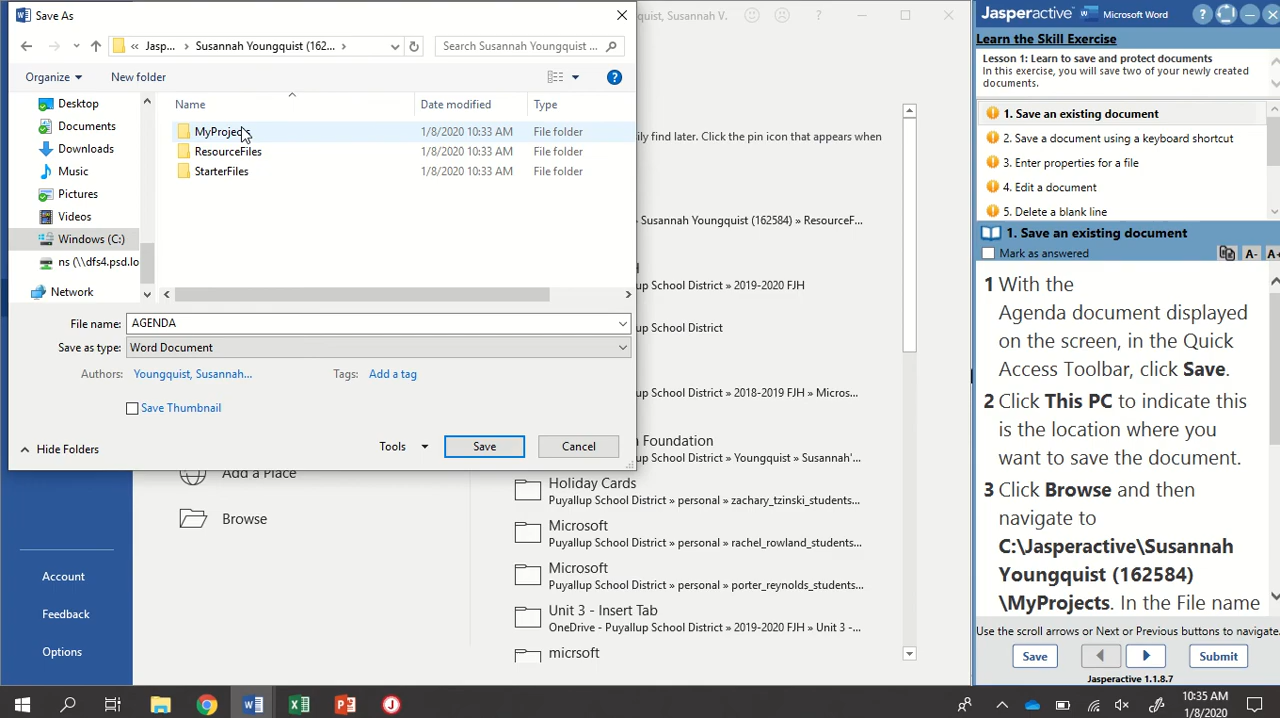 Save As
« Jasp... › Susannah Youngquist (162... ›
Search Susannah Youngquist ...
Organize
New folder
Name
Date modified
Type
Desktop
Documents
Downloads
Music
Pictures
Videos
Windows (C:)
ns (\\dfs4.psd.lo
Network
MyProjects 1/8/2020 10:33 AM File folder
ResourceFiles 1/8/2020 10:33 AM File folder
StarterFiles 1/8/2020 10:33 AM File folder
File name: AGENDA
Save as type: Word Document
Authors: Youngquist, Susannah...
Tags: Add a tag
Save Thumbnail
Hide Folders
Tools
Save
Cancel
quist, Susannah V.
?
ily find later. Click the pin icon that appears when
Susannah Youngquist (162584) » ResourceF...
llup School District » 2019-2020 FJH
llup School District
llup School District » 2018-2019 FJH » Micros...
n Foundation
llup School District » Youngquist » Susannah'...
Holiday Cards
Puyallup School District » personal » zachary_tzinski_students...
Microsoft
Puyallup School District » personal » rachel_rowland_students...
Microsoft
Puyallup School District » personal » porter_reynolds_students...
Unit 3 - Insert Tab
OneDrive - Puyallup School District » 2019-2020 FJH » Unit 3 -...
micrsoft
Add a Place
Browse
Account
Feedback
Options
Jasperactive
Microsoft Word
Learn the Skill Exercise
Lesson 1: Learn to save and protect documents
In this exercise, you will save two of your newly created
documents.
1. Save an existing document
2. Save a document using a keyboard shortcut
3. Enter properties for a file
4. Edit a document
5. Delete a blank line
1. Save an existing document
Mark as answered
A-
A+
1 With the
Agenda document displayed
on the screen, in the Quick
Access Toolbar, click Save.
2 Click This PC to indicate this
is the location where you
want to save the document.
3 Click Browse and then
navigate to
C:\Jasperactive\Susannah
Youngquist (162584)
\MyProjects. In the File name
Use the scroll arrows or Next or Previous buttons to navigate.
Save
Submit
Jasperactive 1.1.8.7
10:35 AM
1/8/2020